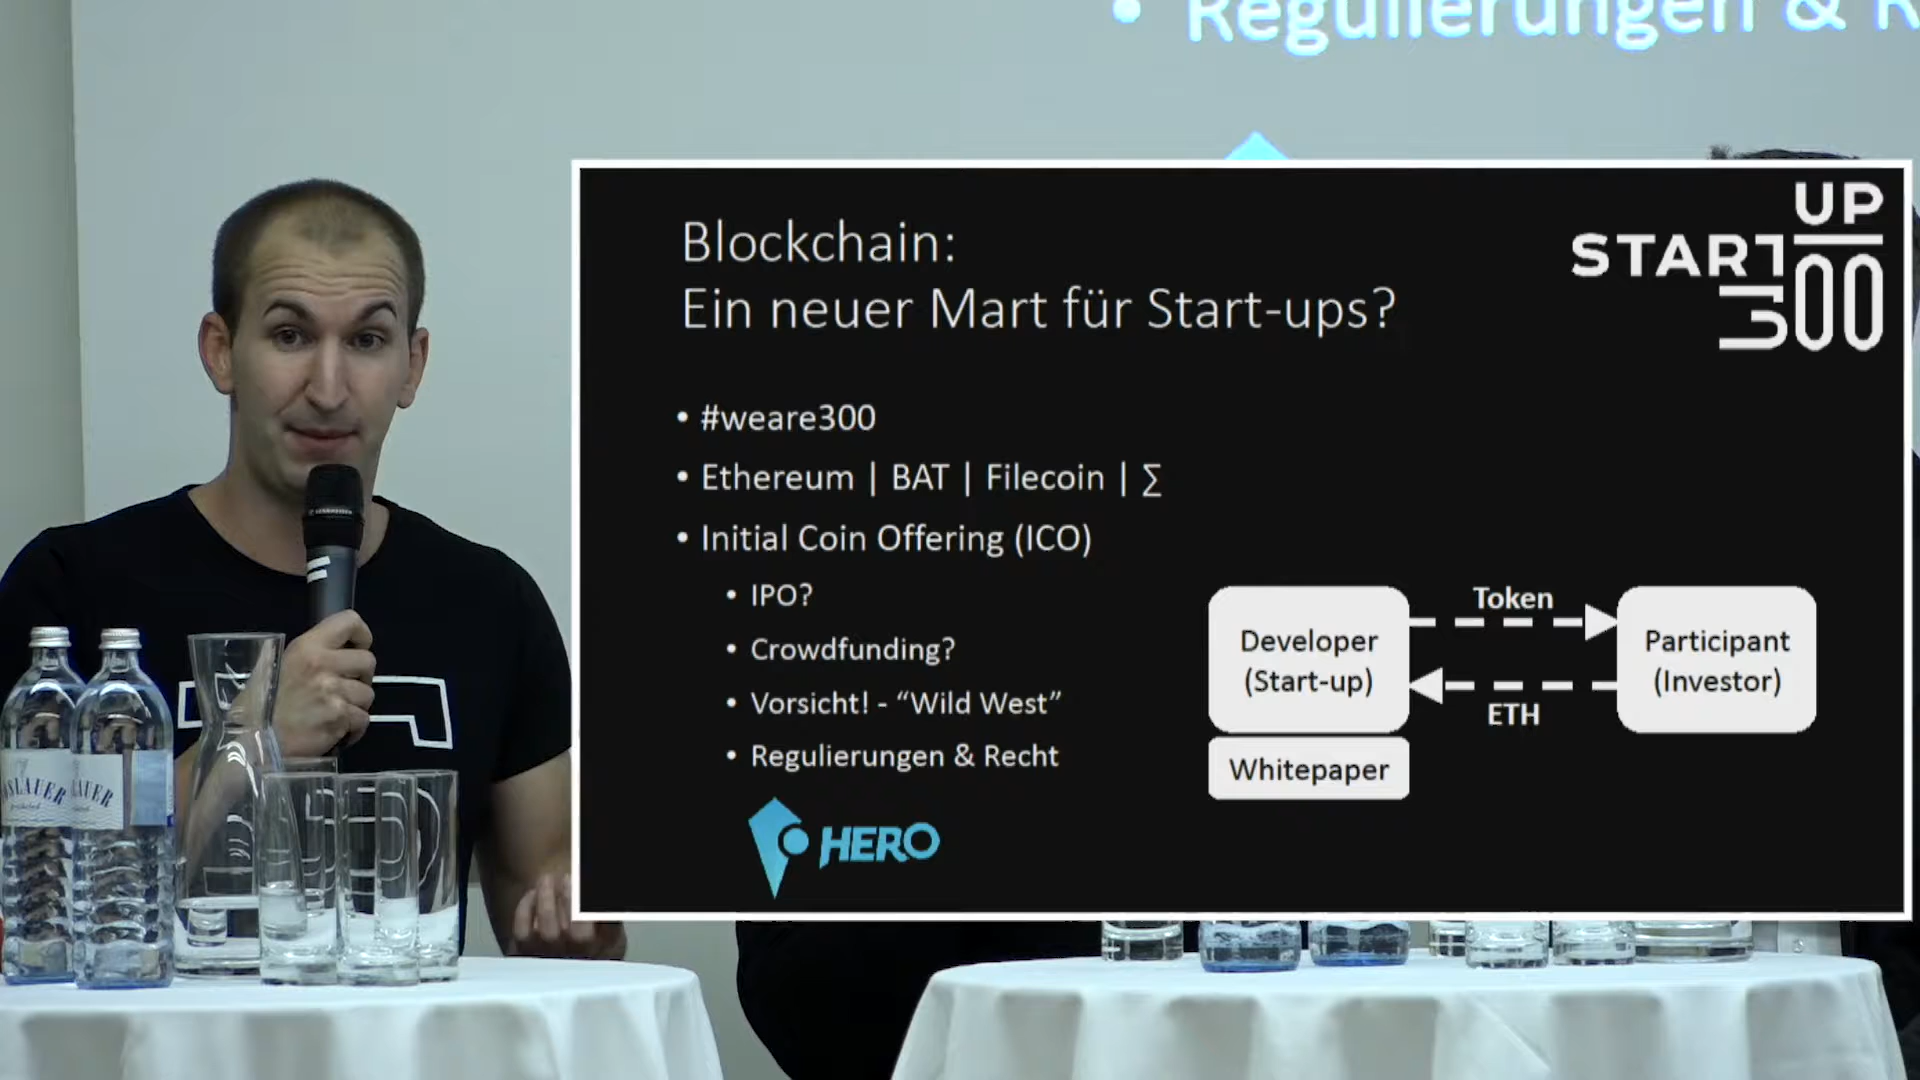 • Regulierungen & R
Blockchain:
Ein neuer Mart für Start-ups?
UP
START
300
• #weare300
• Ethereum | BAT | Filecoin | ∑
• Initial Coin Offering (ICO)
• IPO?
• Crowdfunding?
• Vorsicht! - “Wild West”
• Regulierungen & Recht
HERO
Developer
(Start-up)
Token
ETH
Participant
(Investor)
Whitepaper